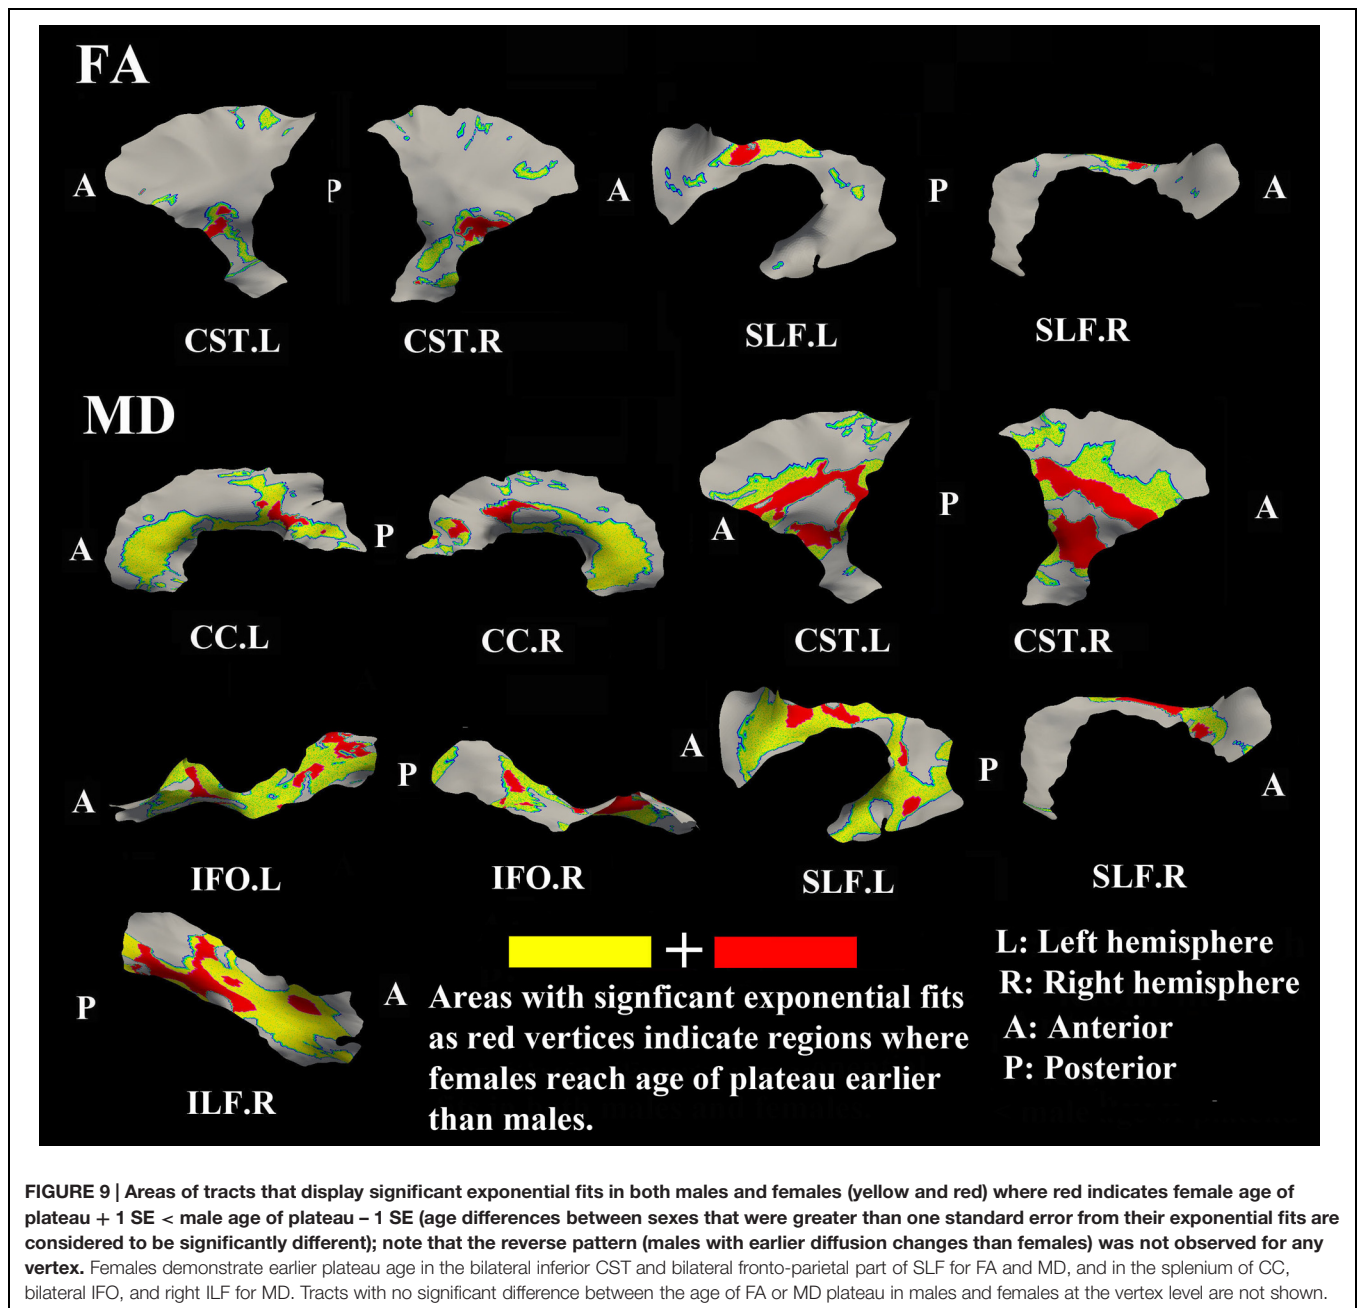 FA
A
P
A
P
A
CST.L
CST.R
SLF.L
SLF.R
MD
A
P
A
P
A
CC.L
CC.R
CST.L
CST.R
A
P
A
P
A
IFO.L
IFO.R
SLF.L
SLF.R
P
A
ILF.R
+
Areas with signficant exponential fits
as red vertices indicate regions where
females reach age of plateau earlier
than males.
L: Left hemisphere
R: Right hemisphere
A: Anterior
P: Posterior
FIGURE 9 | Areas of tracts that display significant exponential fits in both males and females (yellow and red) where red indicates female age of
plateau + 1 SE < male age of plateau – 1 SE (age differences between sexes that were greater than one standard error from their exponential fits are
considered to be significantly different); note that the reverse pattern (males with earlier diffusion changes than females) was not observed for any
vertex. Females demonstrate earlier plateau age in the bilateral inferior CST and bilateral fronto-parietal part of SLF for FA and MD, and in the splenium of CC,
bilateral IFO, and right ILF for MD. Tracts with no significant difference between the age of FA or MD plateau in males and females at the vertex level are not shown.